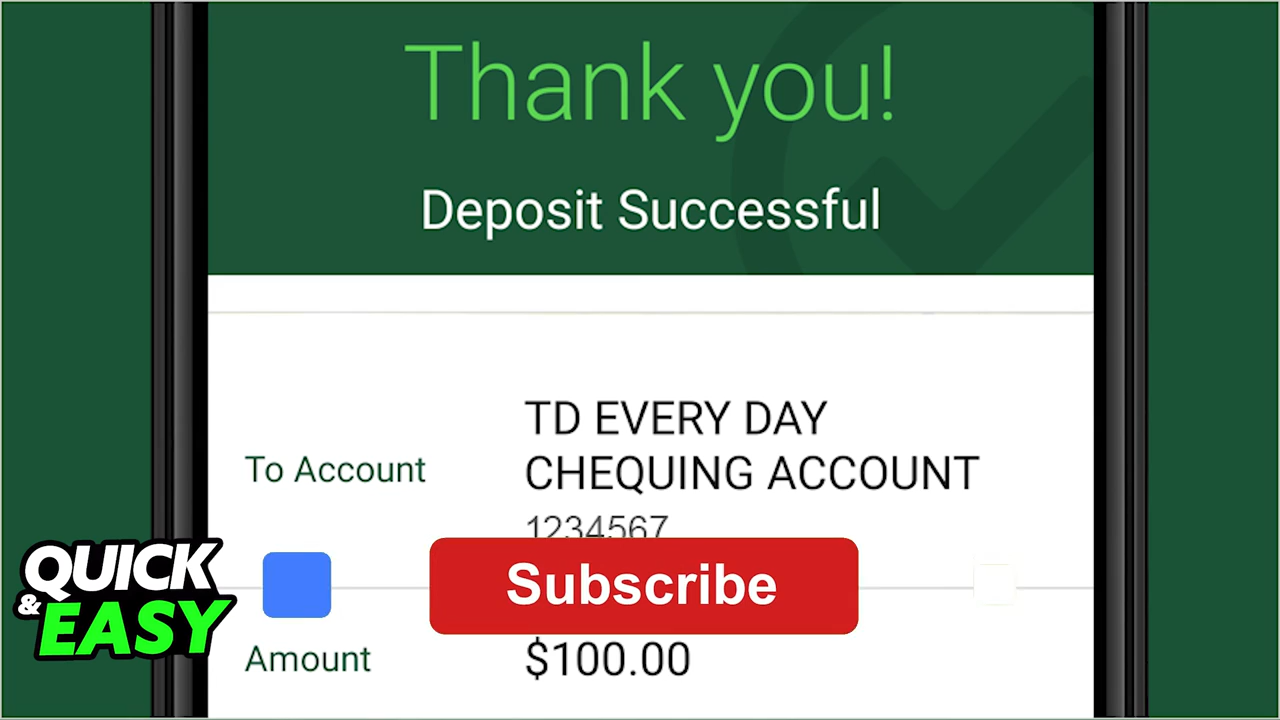 Thank you!
Deposit Successful
TD EVERY DAY
To Account
CHEQUING ACCOUNT
1234567
QUICK
& EASY
Subscribe
Amount
$100.00